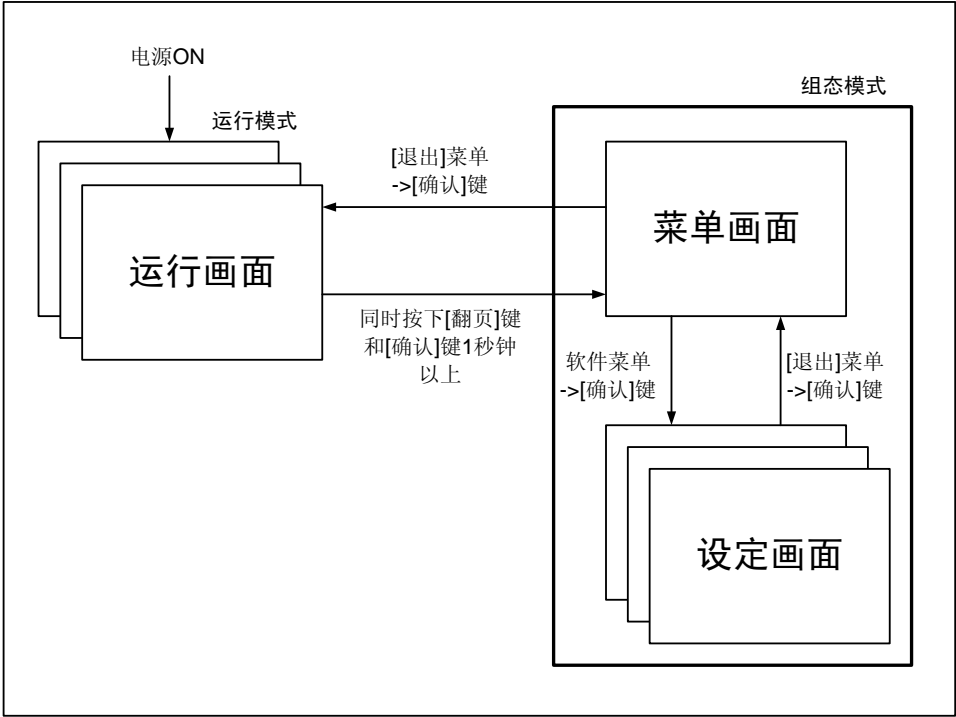 电源ON
组态模式
运行模式
[退出]菜单
->[确认]键
菜单画面
运行画面
同时按下[翻页]键
和[确认]键1秒钟
以上
软件菜单
->[确认]键
[退出]菜单
->[确认]键
设定画面